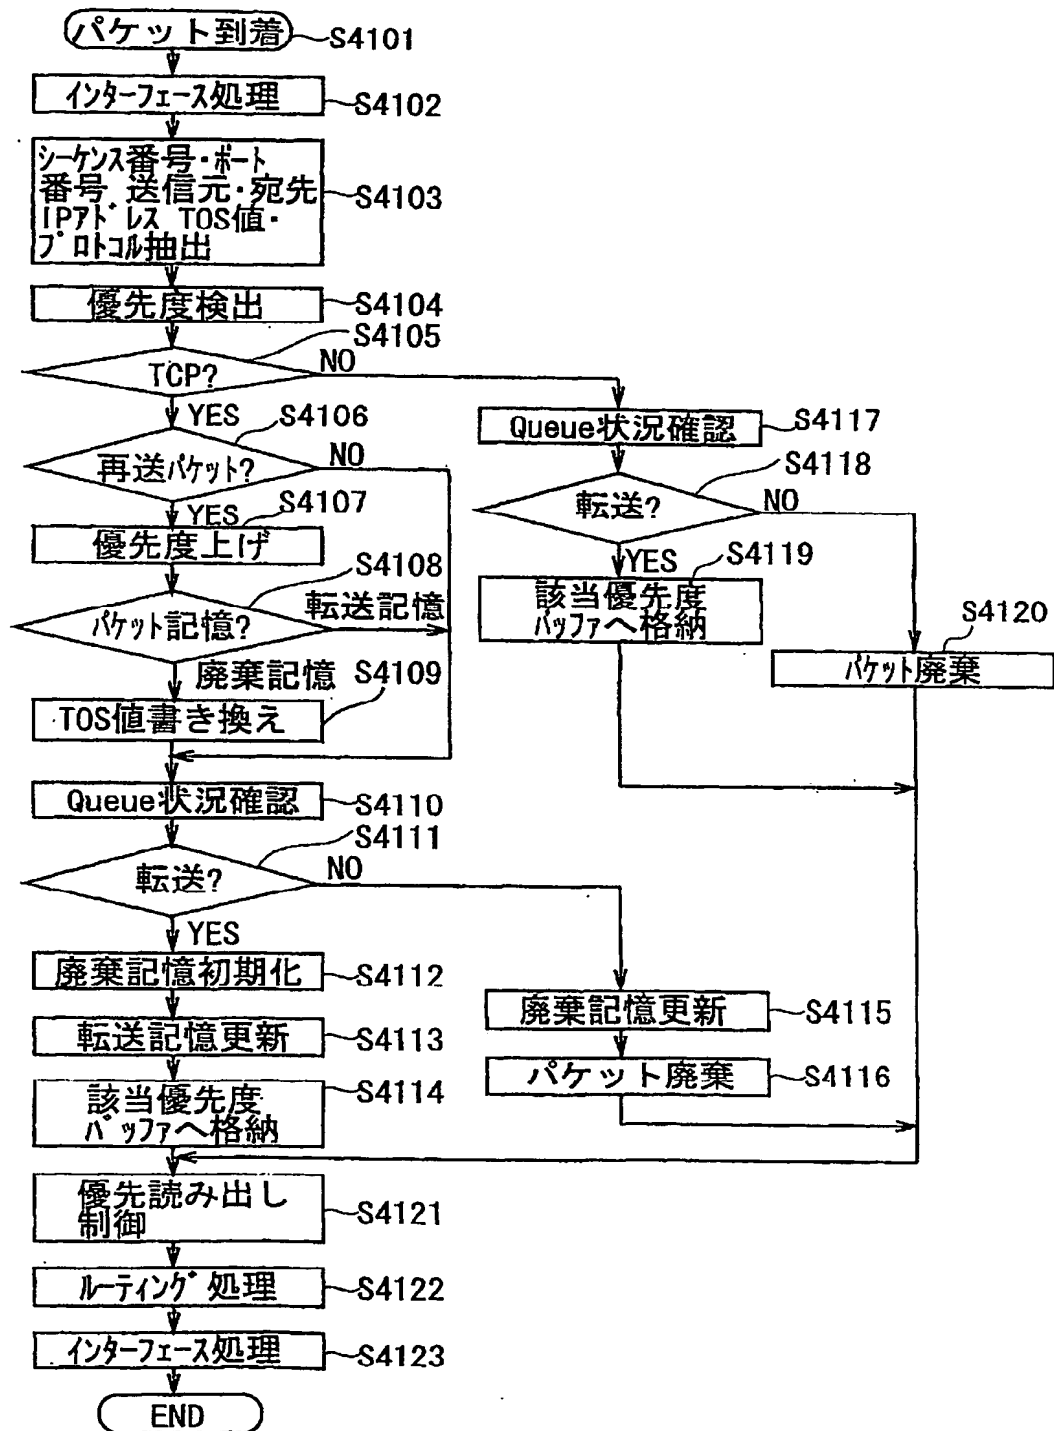 パケット到着 S4101
インターフェース処理 S4102
シーケンス番号・ポート
番号 送信元・宛先
IPアドレス TOS値・
プロトコル抽出
S4103
優先度検出 S4104
S4105
TCP?
NO
YES
S4106
再送パケット?
NO
YES
S4107
優先度上げ
S4108
パケット記憶?
転送記憶
廃棄記憶
S4109
TOS値書き換え
Queue状況確認 S4110
S4111
転送?
NO
YES
廃棄記憶初期化 S4112
転送記憶更新 S4113
該当優先度
バッファへ格納
S4114
廃棄記憶更新 S4115
パケット廃棄 S4116
Queue状況確認 S4117
S4118
転送?
NO
YES
S4119
該当優先度
バッファへ格納
S4120
パケット廃棄
優先読み出し
制御
S4121
ルーティング処理 S4122
インターフェース処理 S4123
END